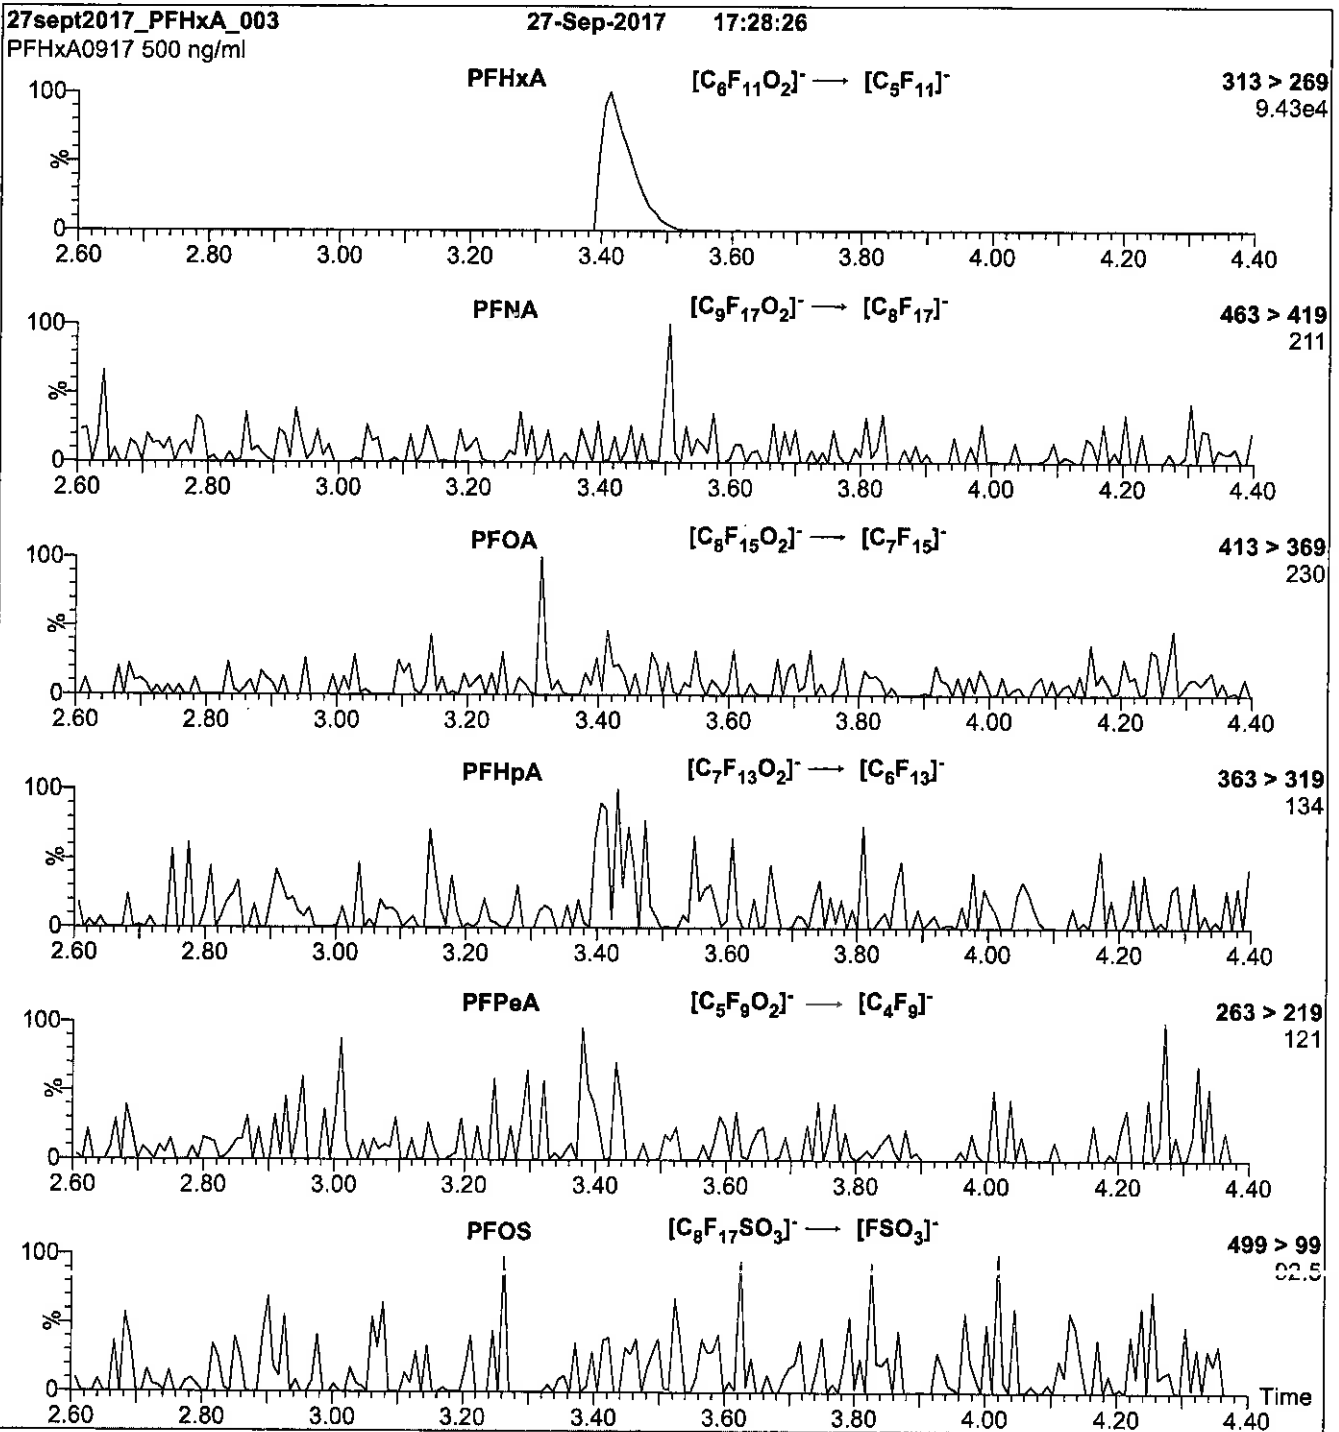 27sept2017_PFHxA_003 27-Sep-2017 17:28:26
PFHxA0917 500 ng/ml
PFHxA [C₆F₁₁O₂]⁻ → [C₅F₁₁]⁻ 313 > 269
9.43e4
100
%
0
2.60 2.80 3.00 3.20 3.40 3.60 3.80 4.00 4.20 4.40
PFNA [C₉F₁₇O₂]⁻ → [C₈F₁₇]⁻ 463 > 419
211
100
%
0
2.60 2.80 3.00 3.20 3.40 3.60 3.80 4.00 4.20 4.40
PFOA [C₈F₁₅O₂]⁻ → [C₇F₁₅]⁻ 413 > 369
230
100
%
0
2.60 2.80 3.00 3.20 3.40 3.60 3.80 4.00 4.20 4.40
PFHpA [C₇F₁₃O₂]⁻ → [C₆F₁₃]⁻ 363 > 319
134
100
%
0
2.60 2.80 3.00 3.20 3.40 3.60 3.80 4.00 4.20 4.40
PFPeA [C₅F₉O₂]⁻ → [C₄F₉]⁻ 263 > 219
121
100
%
0
2.60 2.80 3.00 3.20 3.40 3.60 3.80 4.00 4.20 4.40
PFOS [C₈F₁₇SO₃]⁻ → [FSO₃]⁻ 499 > 99
100
%
0
Time
2.60 2.80 3.00 3.20 3.40 3.60 3.80 4.00 4.20 4.40